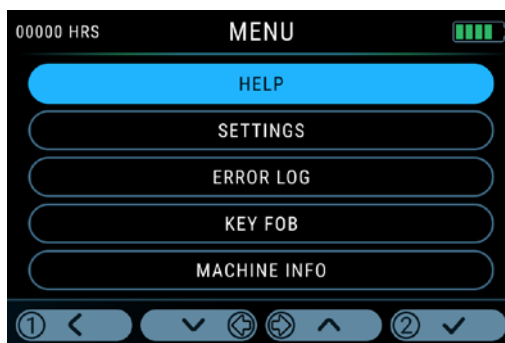 00000 HRS MENU
HELP
SETTINGS
ERROR LOG
KEY FOB
MACHINE INFO
1 2